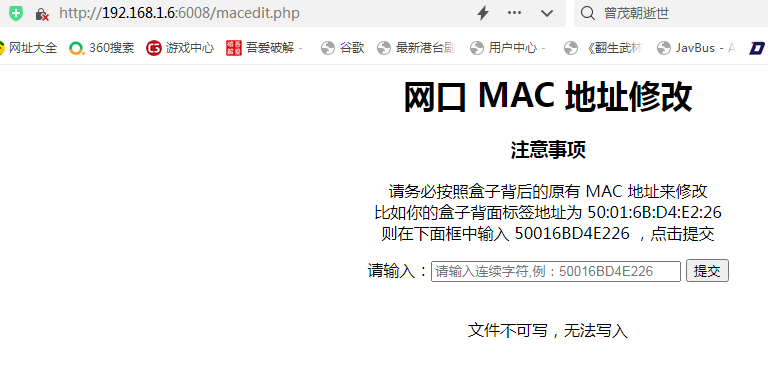 http://192.168.1.6:6008/macedit.php
曾茂朝逝世
网址大全
360搜索
游戏中心
吾爱破解 -
谷歌
最新港台剧
用户中心 -
《翻生武林
JavBus - A
网口 MAC 地址修改
注意事项
请务必按照盒子背后的原有 MAC 地址来修改
比如你的盒子背面标签地址为 50:01:6B:D4:E2:26
则在下面框中输入 50016BD4E226 ，点击提交
请输入：请输入连续字符,例：50016BD4E226 提交
文件不可写，无法写入